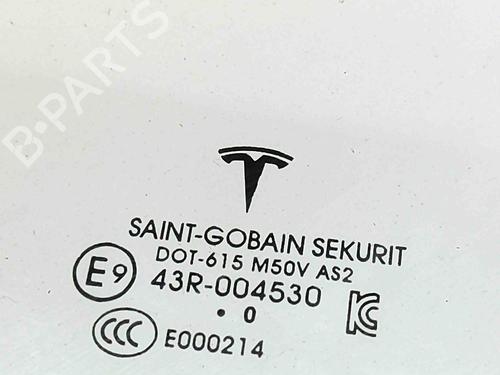 B-PARTS
SAINT-GOBAIN SEKURIT
DOT-615 M50V AS2
E9 43R-004530
• 0
CCC E000214